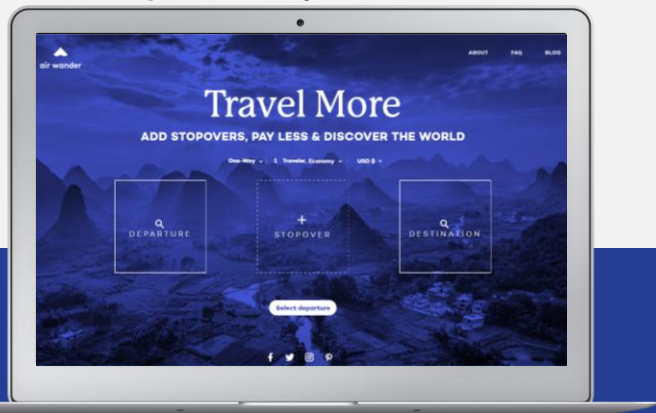 air wander
ABOUT FAQ BLOG
Travel More
ADD STOPOVERS, PAY LESS & DISCOVER THE WORLD
One-Way 1 Traveler, Economy USD $
DEPARTURE
STOPOVER
DESTINATION
Select departure